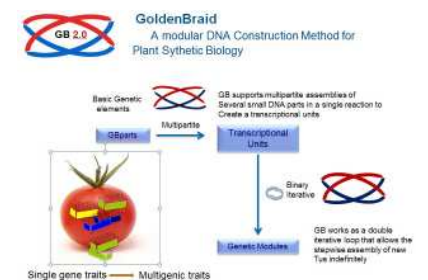 GB 2.0
GoldenBraid
A modular DNA Construction Method for
Plant Sythetic Biology
Basic Genetic
elements
GB supports multipartite assemblies of
Several small DNA parts in a single reaction to
Create a transcriptional units
GBparts
Multipartite
Transcriptional
Units
Binary
Iterative
Genetic Modules
GB works as a double
iterative loop that allows the
stepwise assembly of new
Tus indefinitely
Single gene traits
Multigenic traits